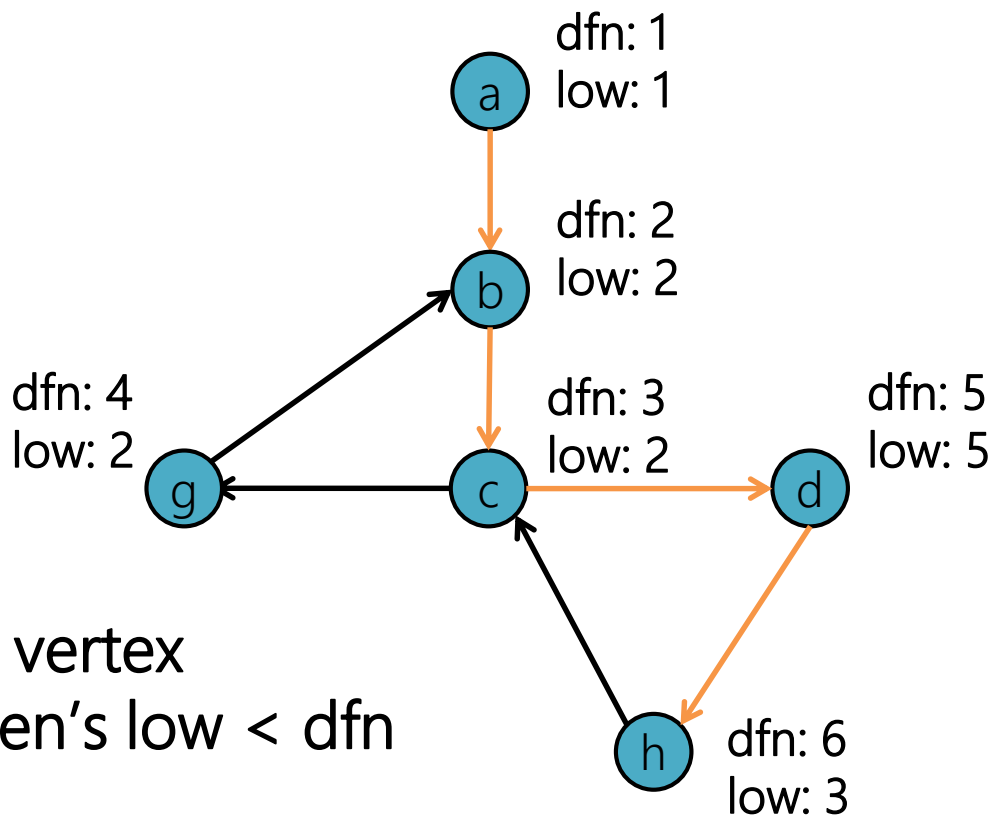 dfn: 1
low: 1
a
dfn: 2
low: 2
b
dfn: 4
low: 2
g
dfn: 3
low: 2
c
dfn: 5
low: 5
d
vertex
en’s low < dfn
h
dfn: 6
low: 3